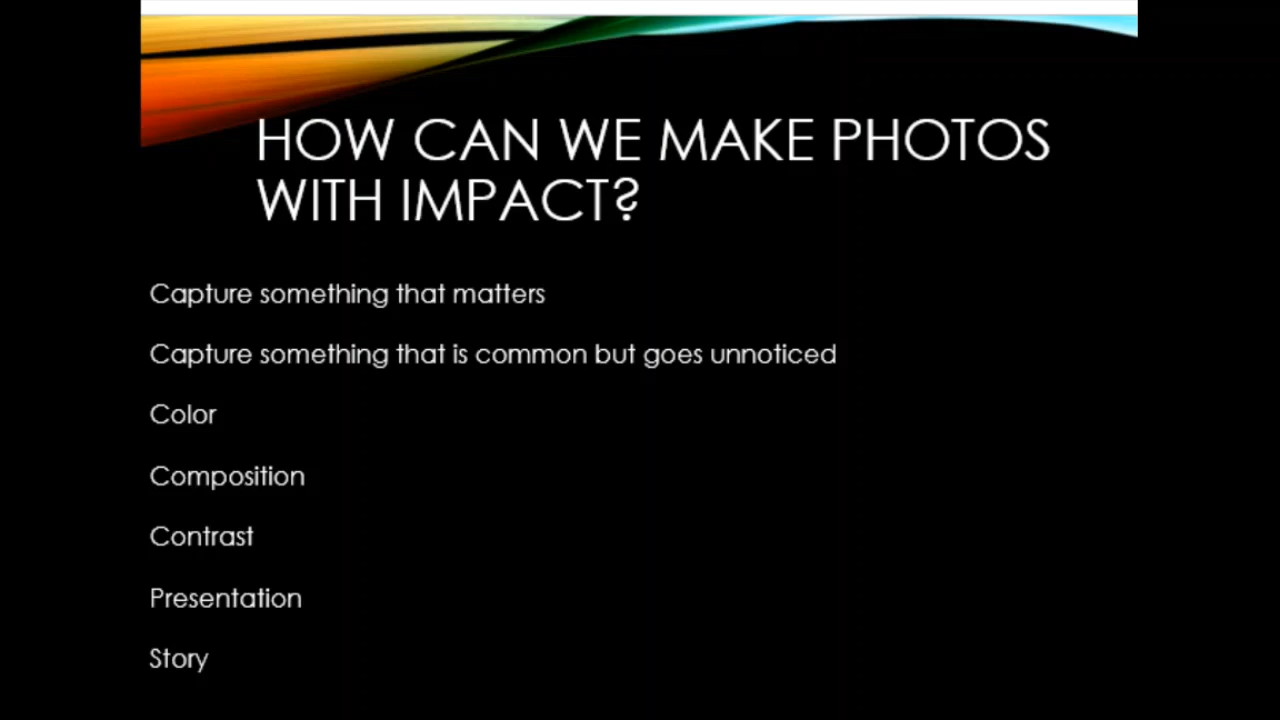 HOW CAN WE MAKE PHOTOS
WITH IMPACT?
Capture something that matters
Capture something that is common but goes unnoticed
Color
Composition
Contrast
Presentation
Story